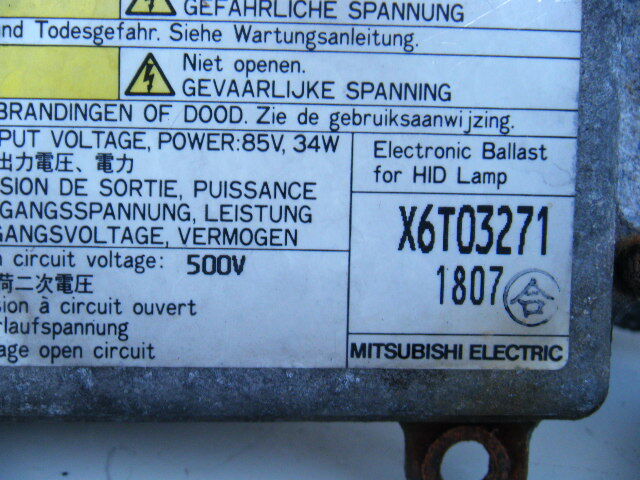 GEFÄHRLICHE SPANNUNG
nd Todesgefahr. Siehe Wartungsanleitung.
Niet openen.
GEVAARLIJKE SPANNING
BRANDINGEN OF DOOD. Zie de gebruiksaanwijzing.
PUT VOLTAGE, POWER:85V, 34W
出力電圧、電力
SION DE SORTIE, PUISSANCE
GANGSSPANNUNG, LEISTUNG
GANGSVOLTAGE, VERMOGEN
n circuit voltage: 500V
荷二次電圧
sion à circuit ouvert
rlaufspannung
age open circuit
Electronic Ballast
for HID Lamp
X6T03271
1807 合
MITSUBISHI ELECTRIC